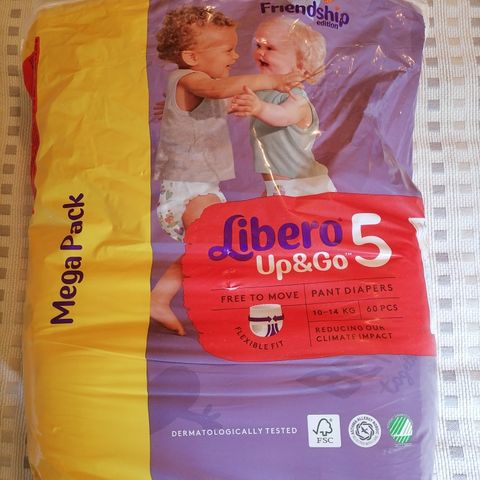 Friendship
edition
Mega Pack
Libero 5
Up&Go™
FREE TO MOVE
PANT DIAPERS
10-14 KG
60 PCS
FLEXIBLE FIT
REDUCING OUR
CLIMATE IMPACT
DERMATOLOGICALLY TESTED
FSC